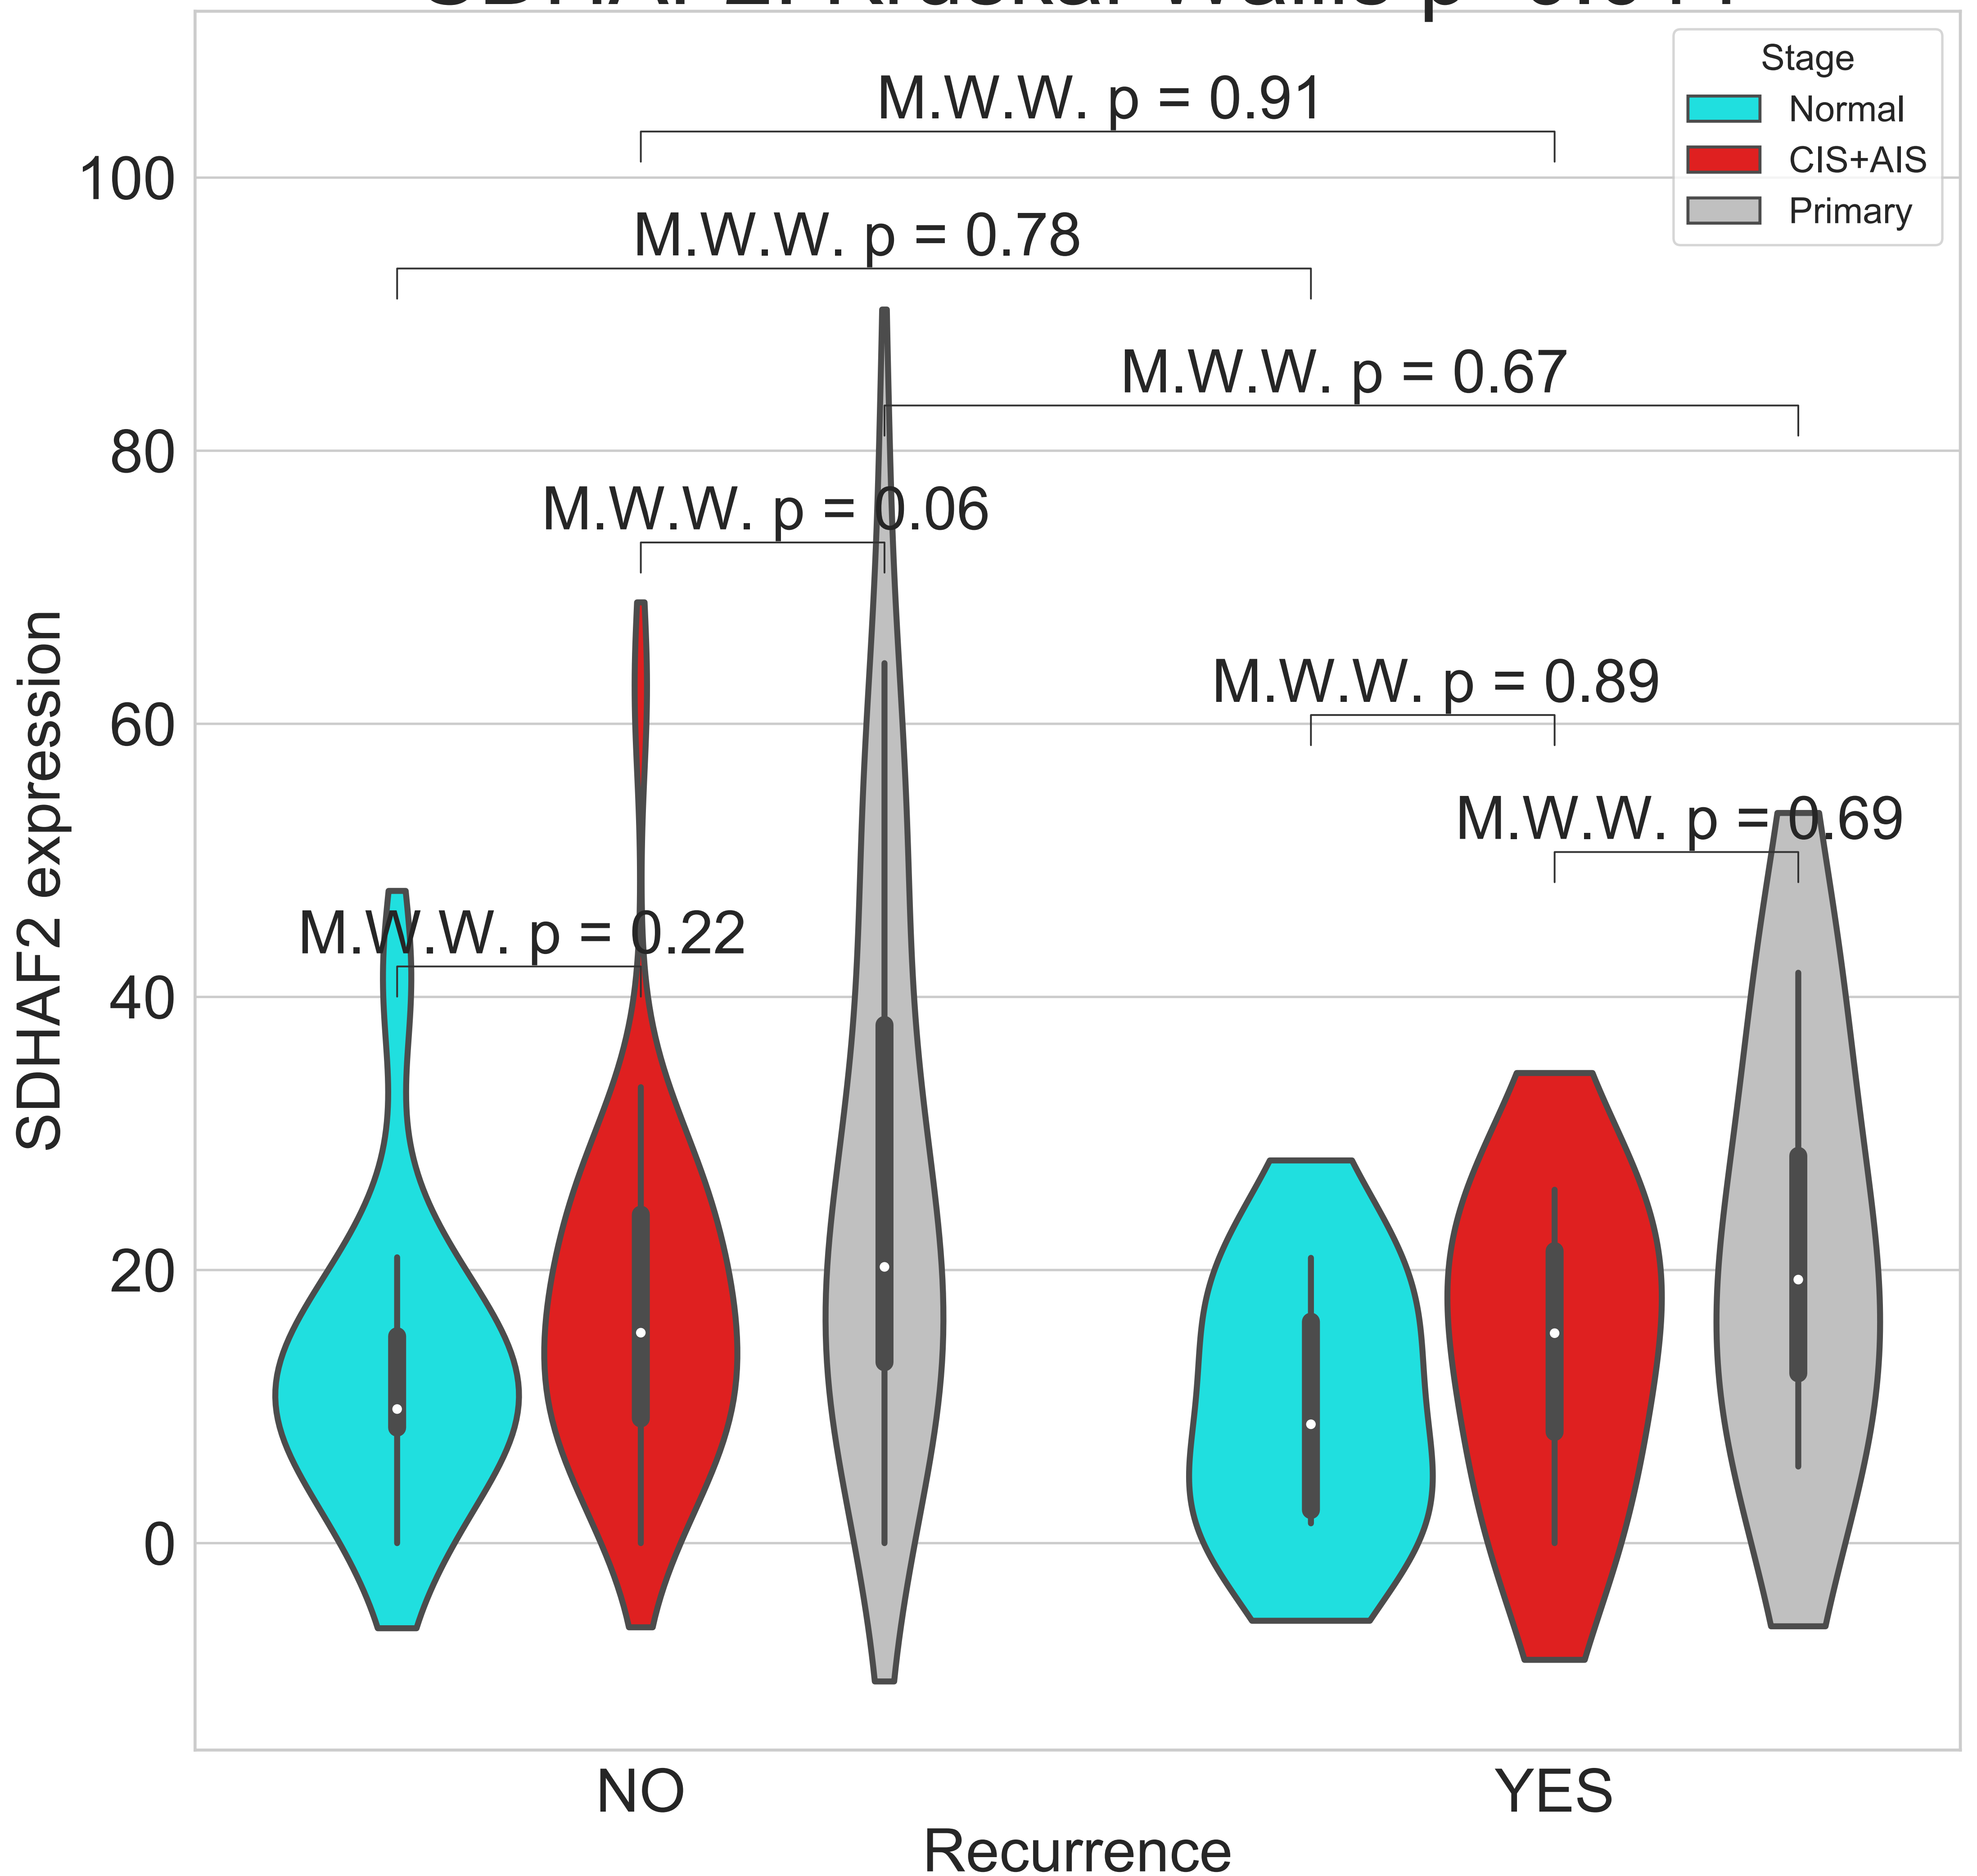 M.W.W. p = 0.91
Stage
Normal
CIS+AIS
Primary
100
M.W.W. p = 0.78
M.W.W. p = 0.67
80
M.W.W. p = 0.06
60
M.W.W. p = 0.89
M.W.W. p = 0.69
M.W.W. p = 0.22
40
20
0
SDHAF2 expression
NO
YES
Recurrence